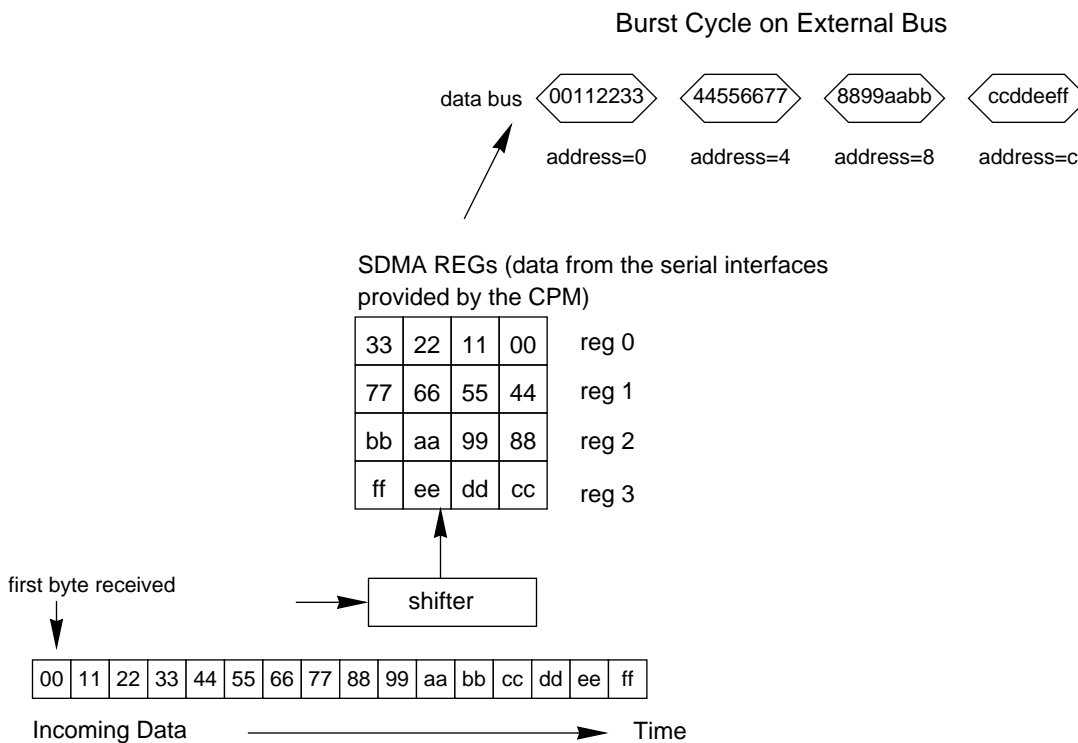 Burst Cycle on External Bus
data bus 00112233 44556677 8899aabb ccddeeff
address=0 address=4 address=8 address=c
SDMA REGs (data from the serial interfaces
provided by the CPM)
33 22 11 00 reg 0
77 66 55 44 reg 1
bb aa 99 88 reg 2
ff ee dd cc reg 3
first byte received
shifter
00 11 22 33 44 55 66 77 88 99 aa bb cc dd ee ff
Incoming Data Time